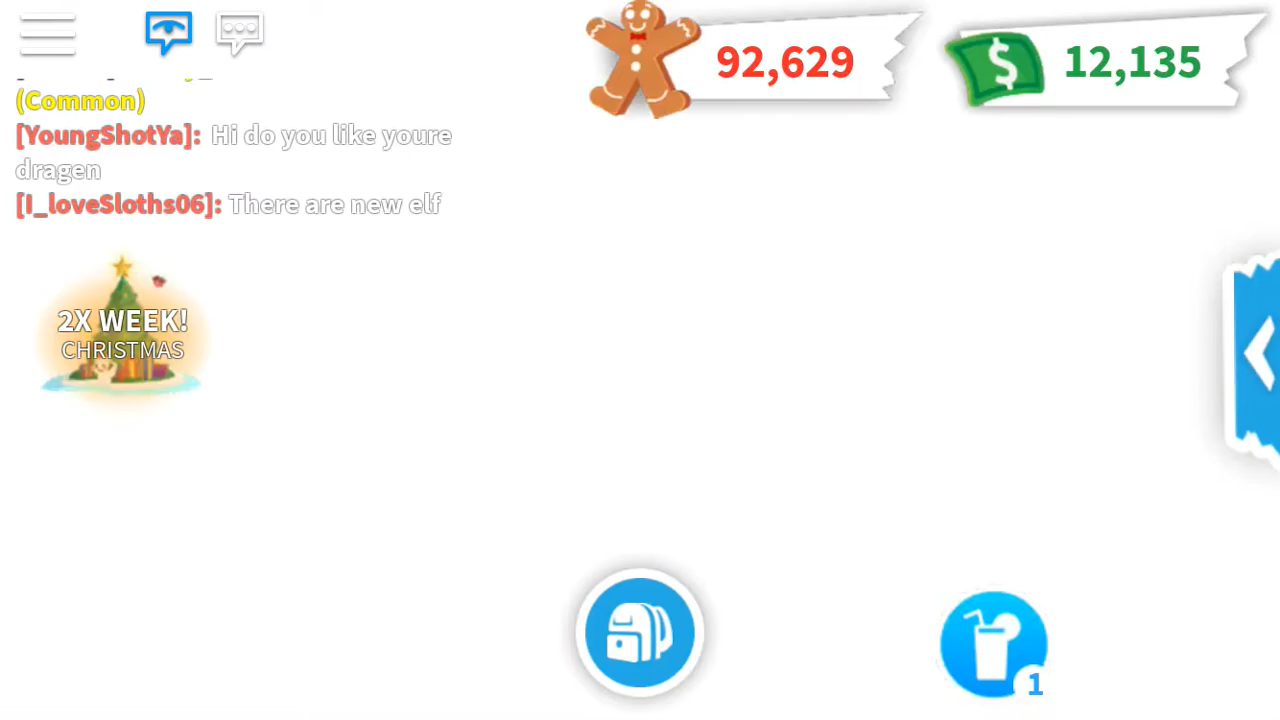 92,629
12,135
(Common)
[YoungShotYa]: Hi do you like youre
dragen
[I_loveSloths06]: There are new elf
2X WEEK!
CHRISTMAS
1